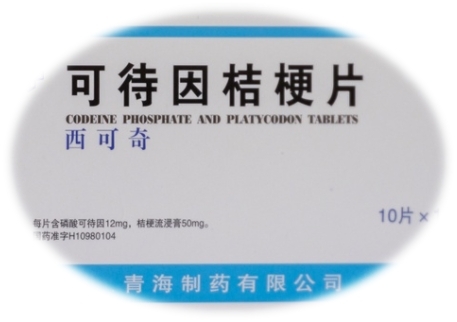 可待因桔梗片
CODEINE PHOSPHATE AND PLATYCODON TABLETS
西可奇
每片含磷酸可待因12mg，桔梗流浸膏50mg。
药准字H10980104
10片×
青海制药有限公司